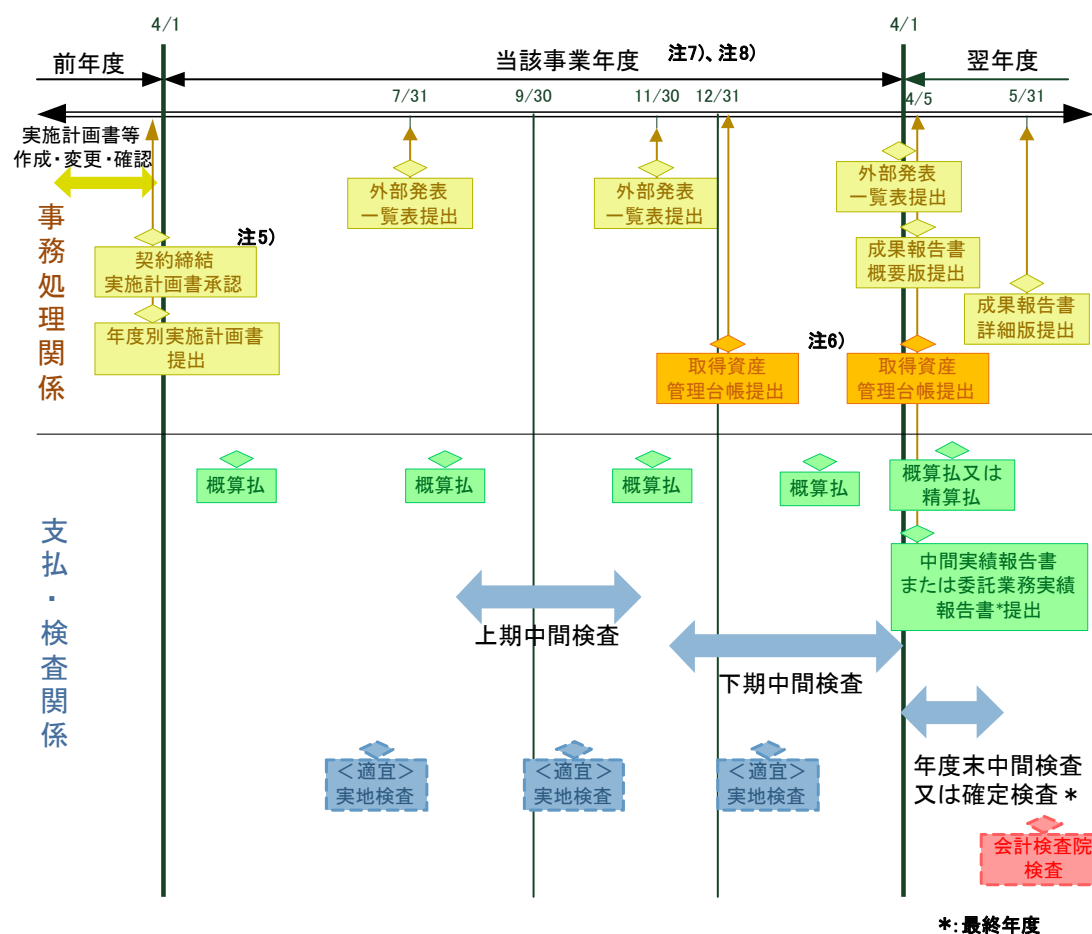 4/1
4/1
前年度
当該事業年度
注7)、注8)
翌年度
7/31
9/30
11/30
12/31
4/5
5/31
実施計画書等
作成・変更・確認
外部発表
一覧表提出
外部発表
一覧表提出
外部発表
一覧表提出
事務処理関係
注5)
契約締結
実施計画書承認
成果報告書
概要版提出
成果報告書
詳細版提出
年度別実施計画書
提出
注6)
取得資産
管理台帳提出
取得資産
管理台帳提出
概算払
概算払
概算払
概算払
概算払又は
精算払
支払・検査関係
中間実績報告書
または委託業務実績
報告書*提出
上期中間検査
下期中間検査
年度末中間検査
又は確定検査*
<適宜>
実地検査
<適宜>
実地検査
<適宜>
実地検査
会計検査院
検査
*:最終年度